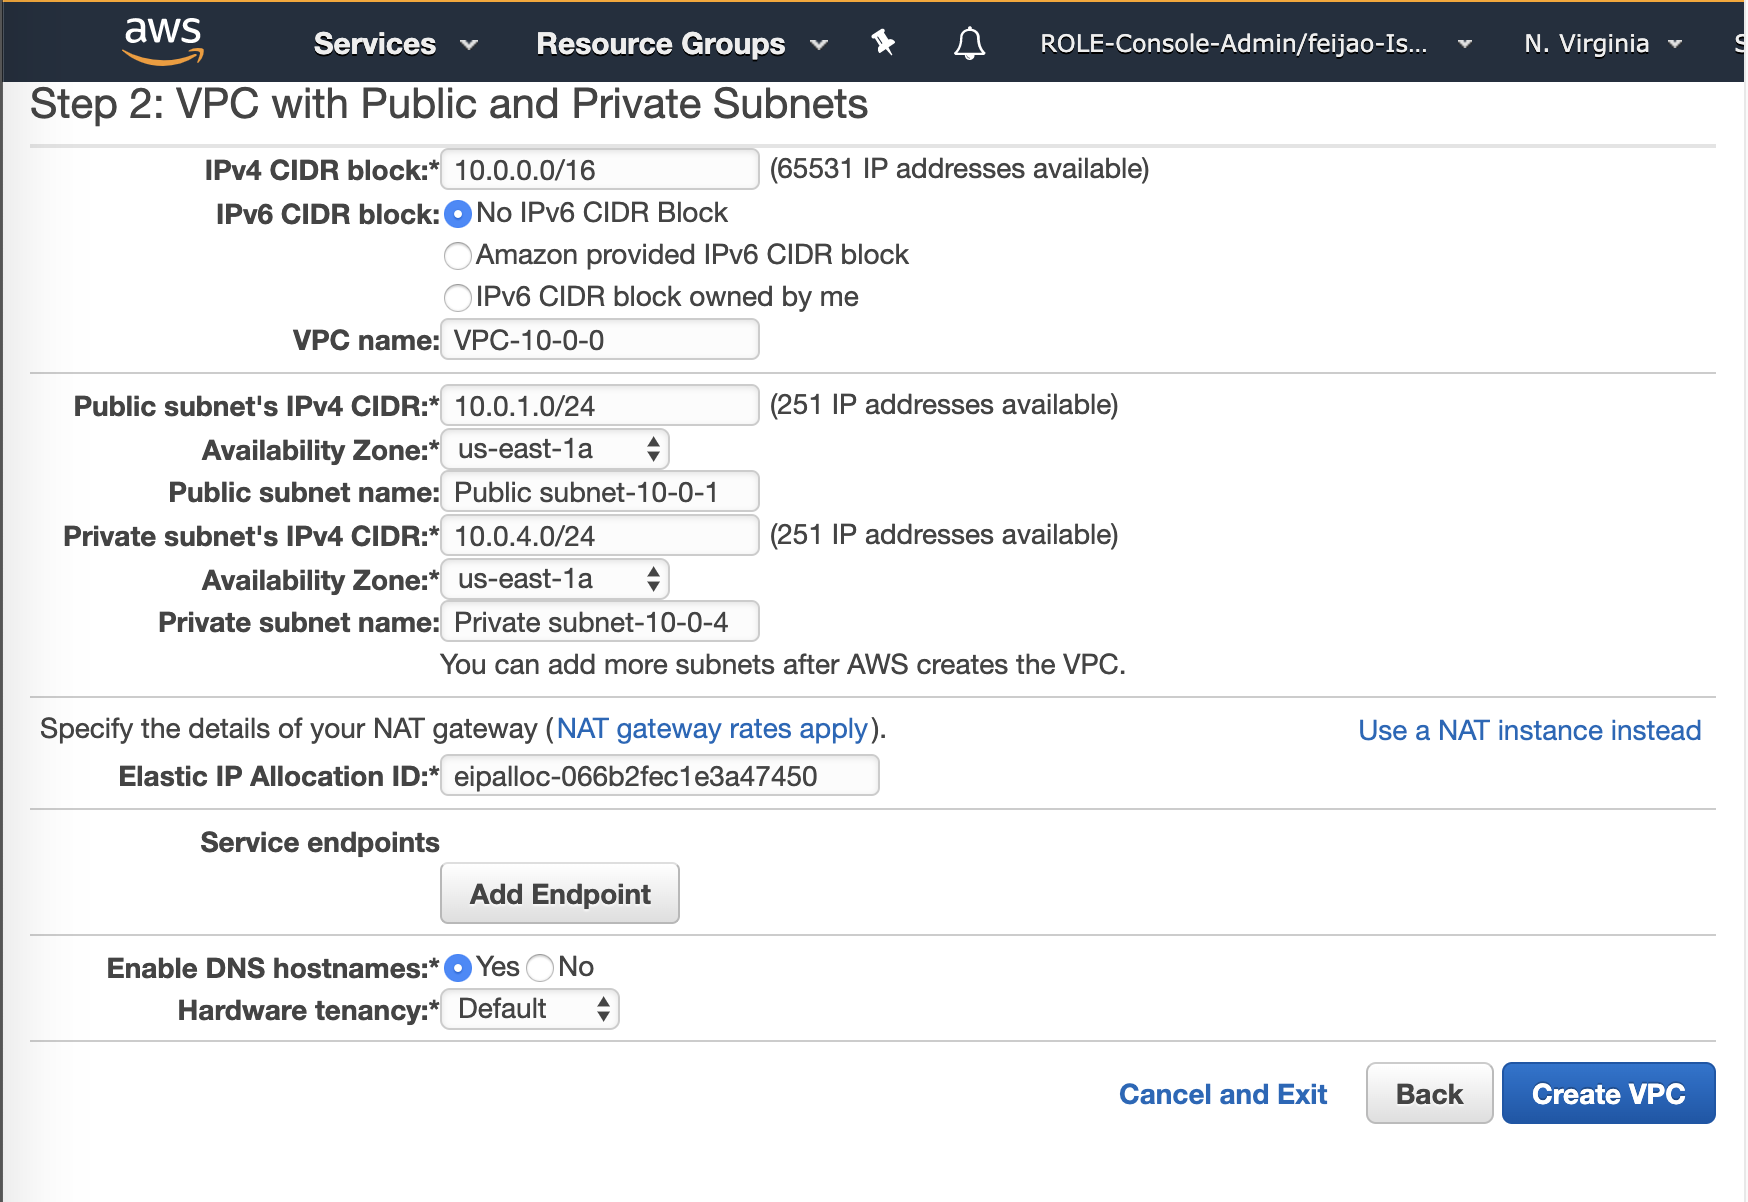 aws Services Resource Groups ROLE-Console-Admin/feijao-Is... N. Virginia S
Step 2: VPC with Public and Private Subnets
IPv4 CIDR block:* 10.0.0.0/16 (65531 IP addresses available)
IPv6 CIDR block: No IPv6 CIDR Block
Amazon provided IPv6 CIDR block
IPv6 CIDR block owned by me
VPC name: VPC-10-0-0
Public subnet's IPv4 CIDR:* 10.0.1.0/24 (251 IP addresses available)
Availability Zone:* us-east-1a
Public subnet name: Public subnet-10-0-1
Private subnet's IPv4 CIDR:* 10.0.4.0/24 (251 IP addresses available)
Availability Zone:* us-east-1a
Private subnet name: Private subnet-10-0-4
You can add more subnets after AWS creates the VPC.
Specify the details of your NAT gateway (NAT gateway rates apply). Use a NAT instance instead
Elastic IP Allocation ID:* eipalloc-066b2fec1e3a47450
Service endpoints
Add Endpoint
Enable DNS hostnames:* Yes No
Hardware tenancy:* Default
Cancel and Exit Back Create VPC